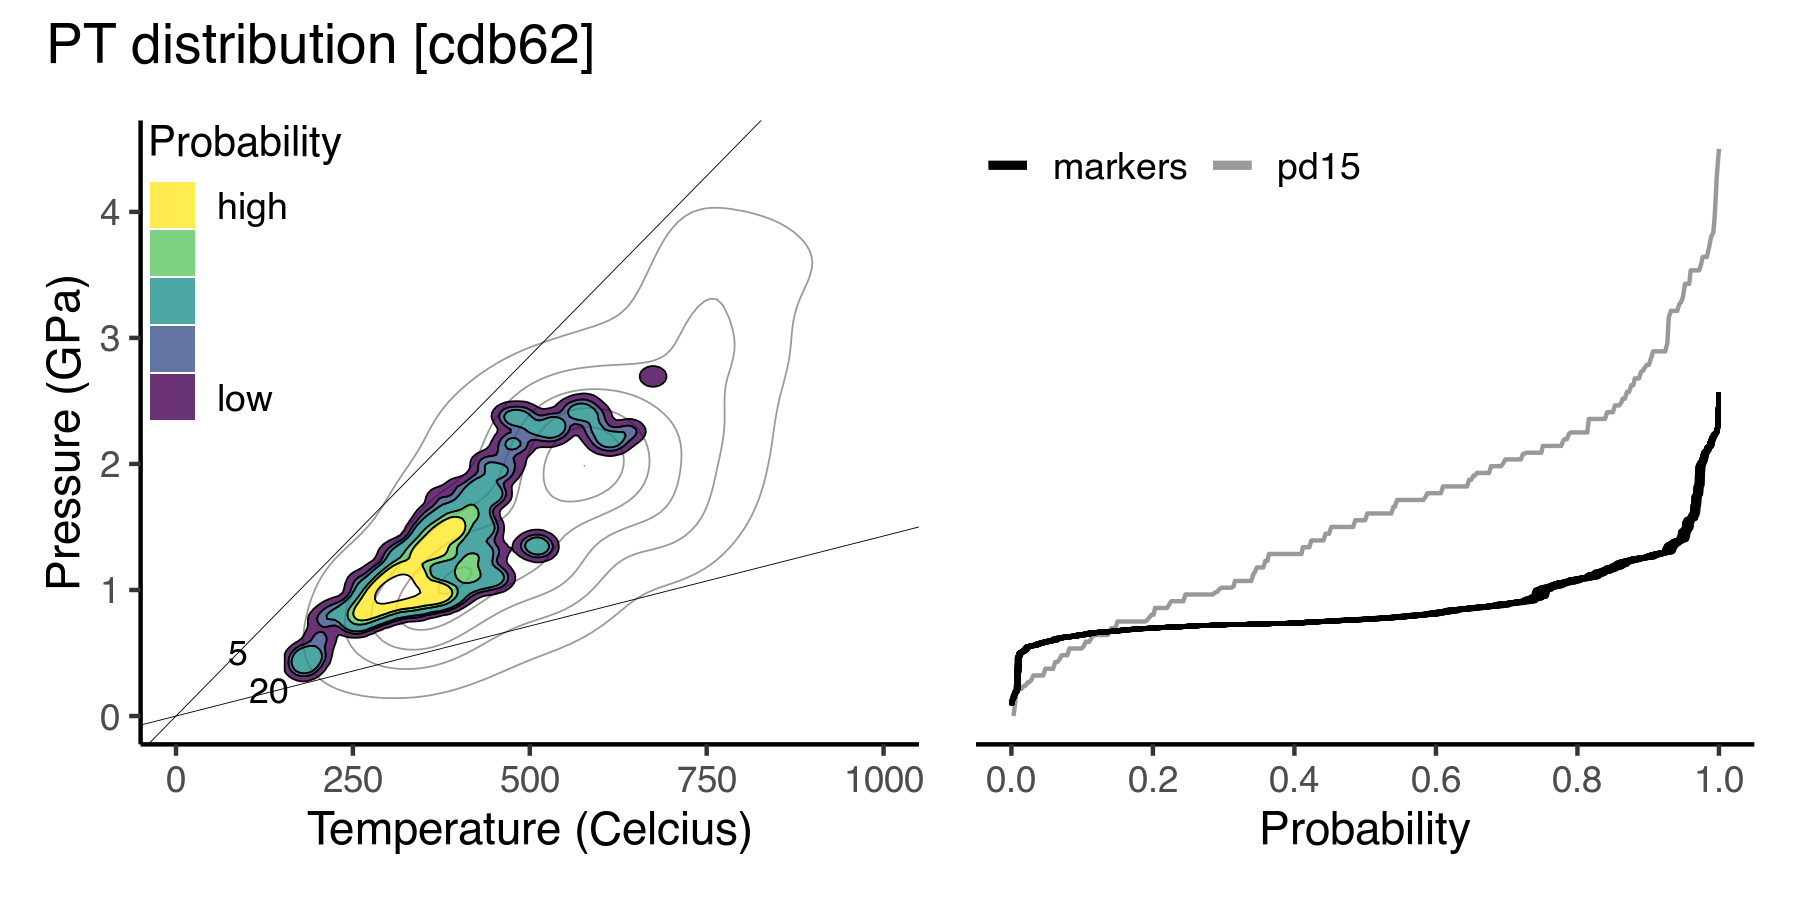 PT distribution [cdb62]
Probability
high
low
4
3
2
1
0
5
20
Pressure (GPa)
0 250 500 750 1000
Temperature (Celcius)
markers pd15
0.0 0.2 0.4 0.6 0.8 1.0
Probability